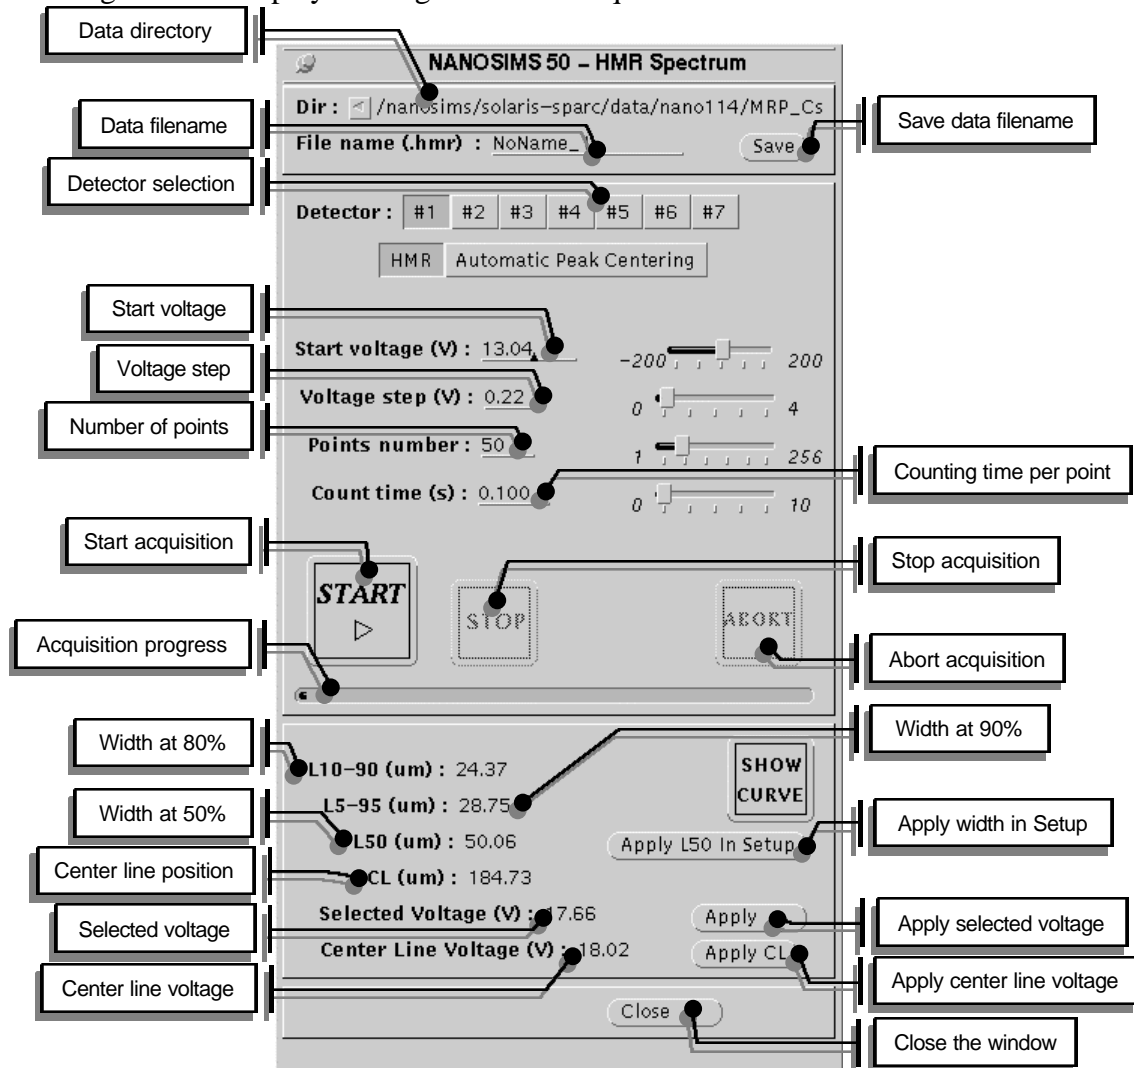 Data directory
NANOSIMS 50 – HMR Spectrum
Dir : /nanosims/solaris-sparc/data/nano114/MRP_Cs
Data filename
File name (.hmr) : NoName_
Save
Save data filename
Detector selection
Detector : #1 #2 #3 #4 #5 #6 #7
HMR Automatic Peak Centering
Start voltage
Start voltage (V) : 13.04 -200 200
Voltage step
Voltage step (V) : 0.22 0 4
Number of points
Points number : 50 1 256
Counting time per point
Count time (s) : 0.100 0 10
Start acquisition
START
STOP
ABORT
Stop acquisition
Acquisition progress
Abort acquisition
Width at 80%
Width at 90%
L10-90 (um) : 24.37
SHOW
CURVE
L5-95 (um) : 28.75
Width at 50%
L50 (um) : 50.06
Apply L50 In Setup
Apply width in Setup
Center line position
CL (um) : 184.73
Selected voltage
Selected Voltage (V) : 17.66
Apply
Apply selected voltage
Center Line Voltage (V) : 18.02
Apply CL
Center line voltage
Apply center line voltage
Close
Close the window